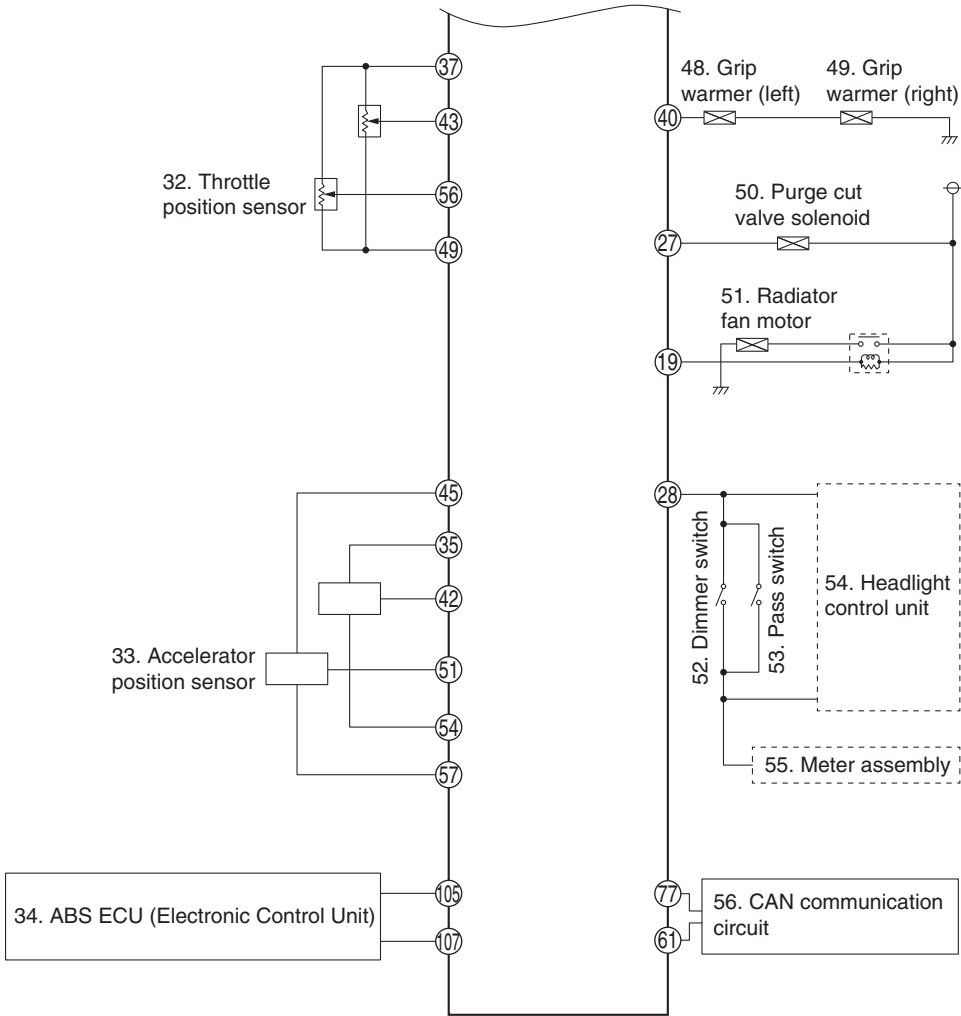 37
43
32. Throttle
position sensor
56
49
48. Grip
warmer (left)
49. Grip
warmer (right)
40
50. Purge cut
valve solenoid
27
51. Radiator
fan motor
19
45
35
42
33. Accelerator
position sensor
51
54
57
28
52. Dimmer switch
53. Pass switch
54. Headlight
control unit
55. Meter assembly
34. ABS ECU (Electronic Control Unit)
105
107
77
61
56. CAN communication
circuit